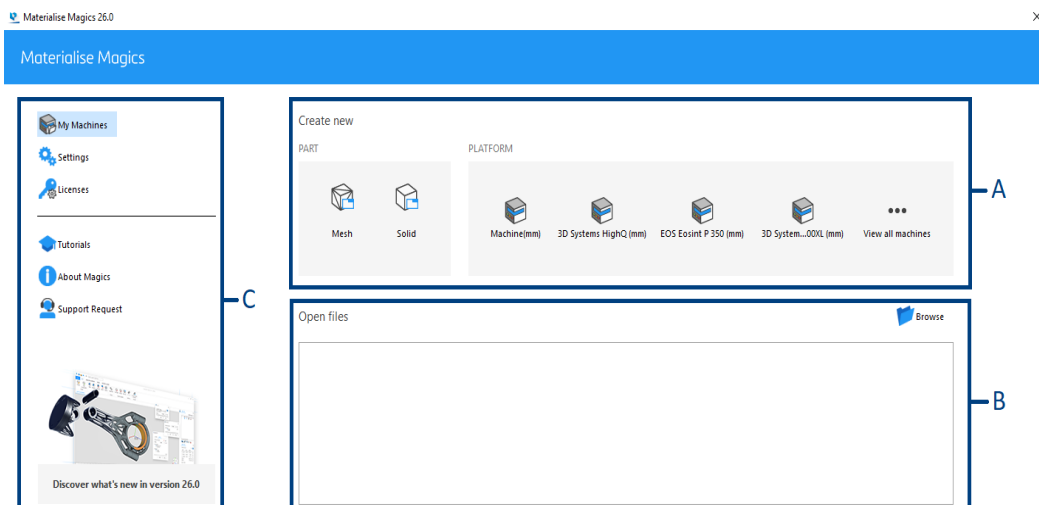 Materialise Magics 26.0
Materialise Magics
My Machines
Settings
Licenses
Tutorials
About Magics
Support Request
Discover what's new in version 26.0
C
Create new
PART
PLATFORM
Mesh
Solid
Machine(mm)
3D Systems HighQ (mm)
EOS Eosint P 350 (mm)
3D System...00XL (mm)
View all machines
A
Open files
Browse
B